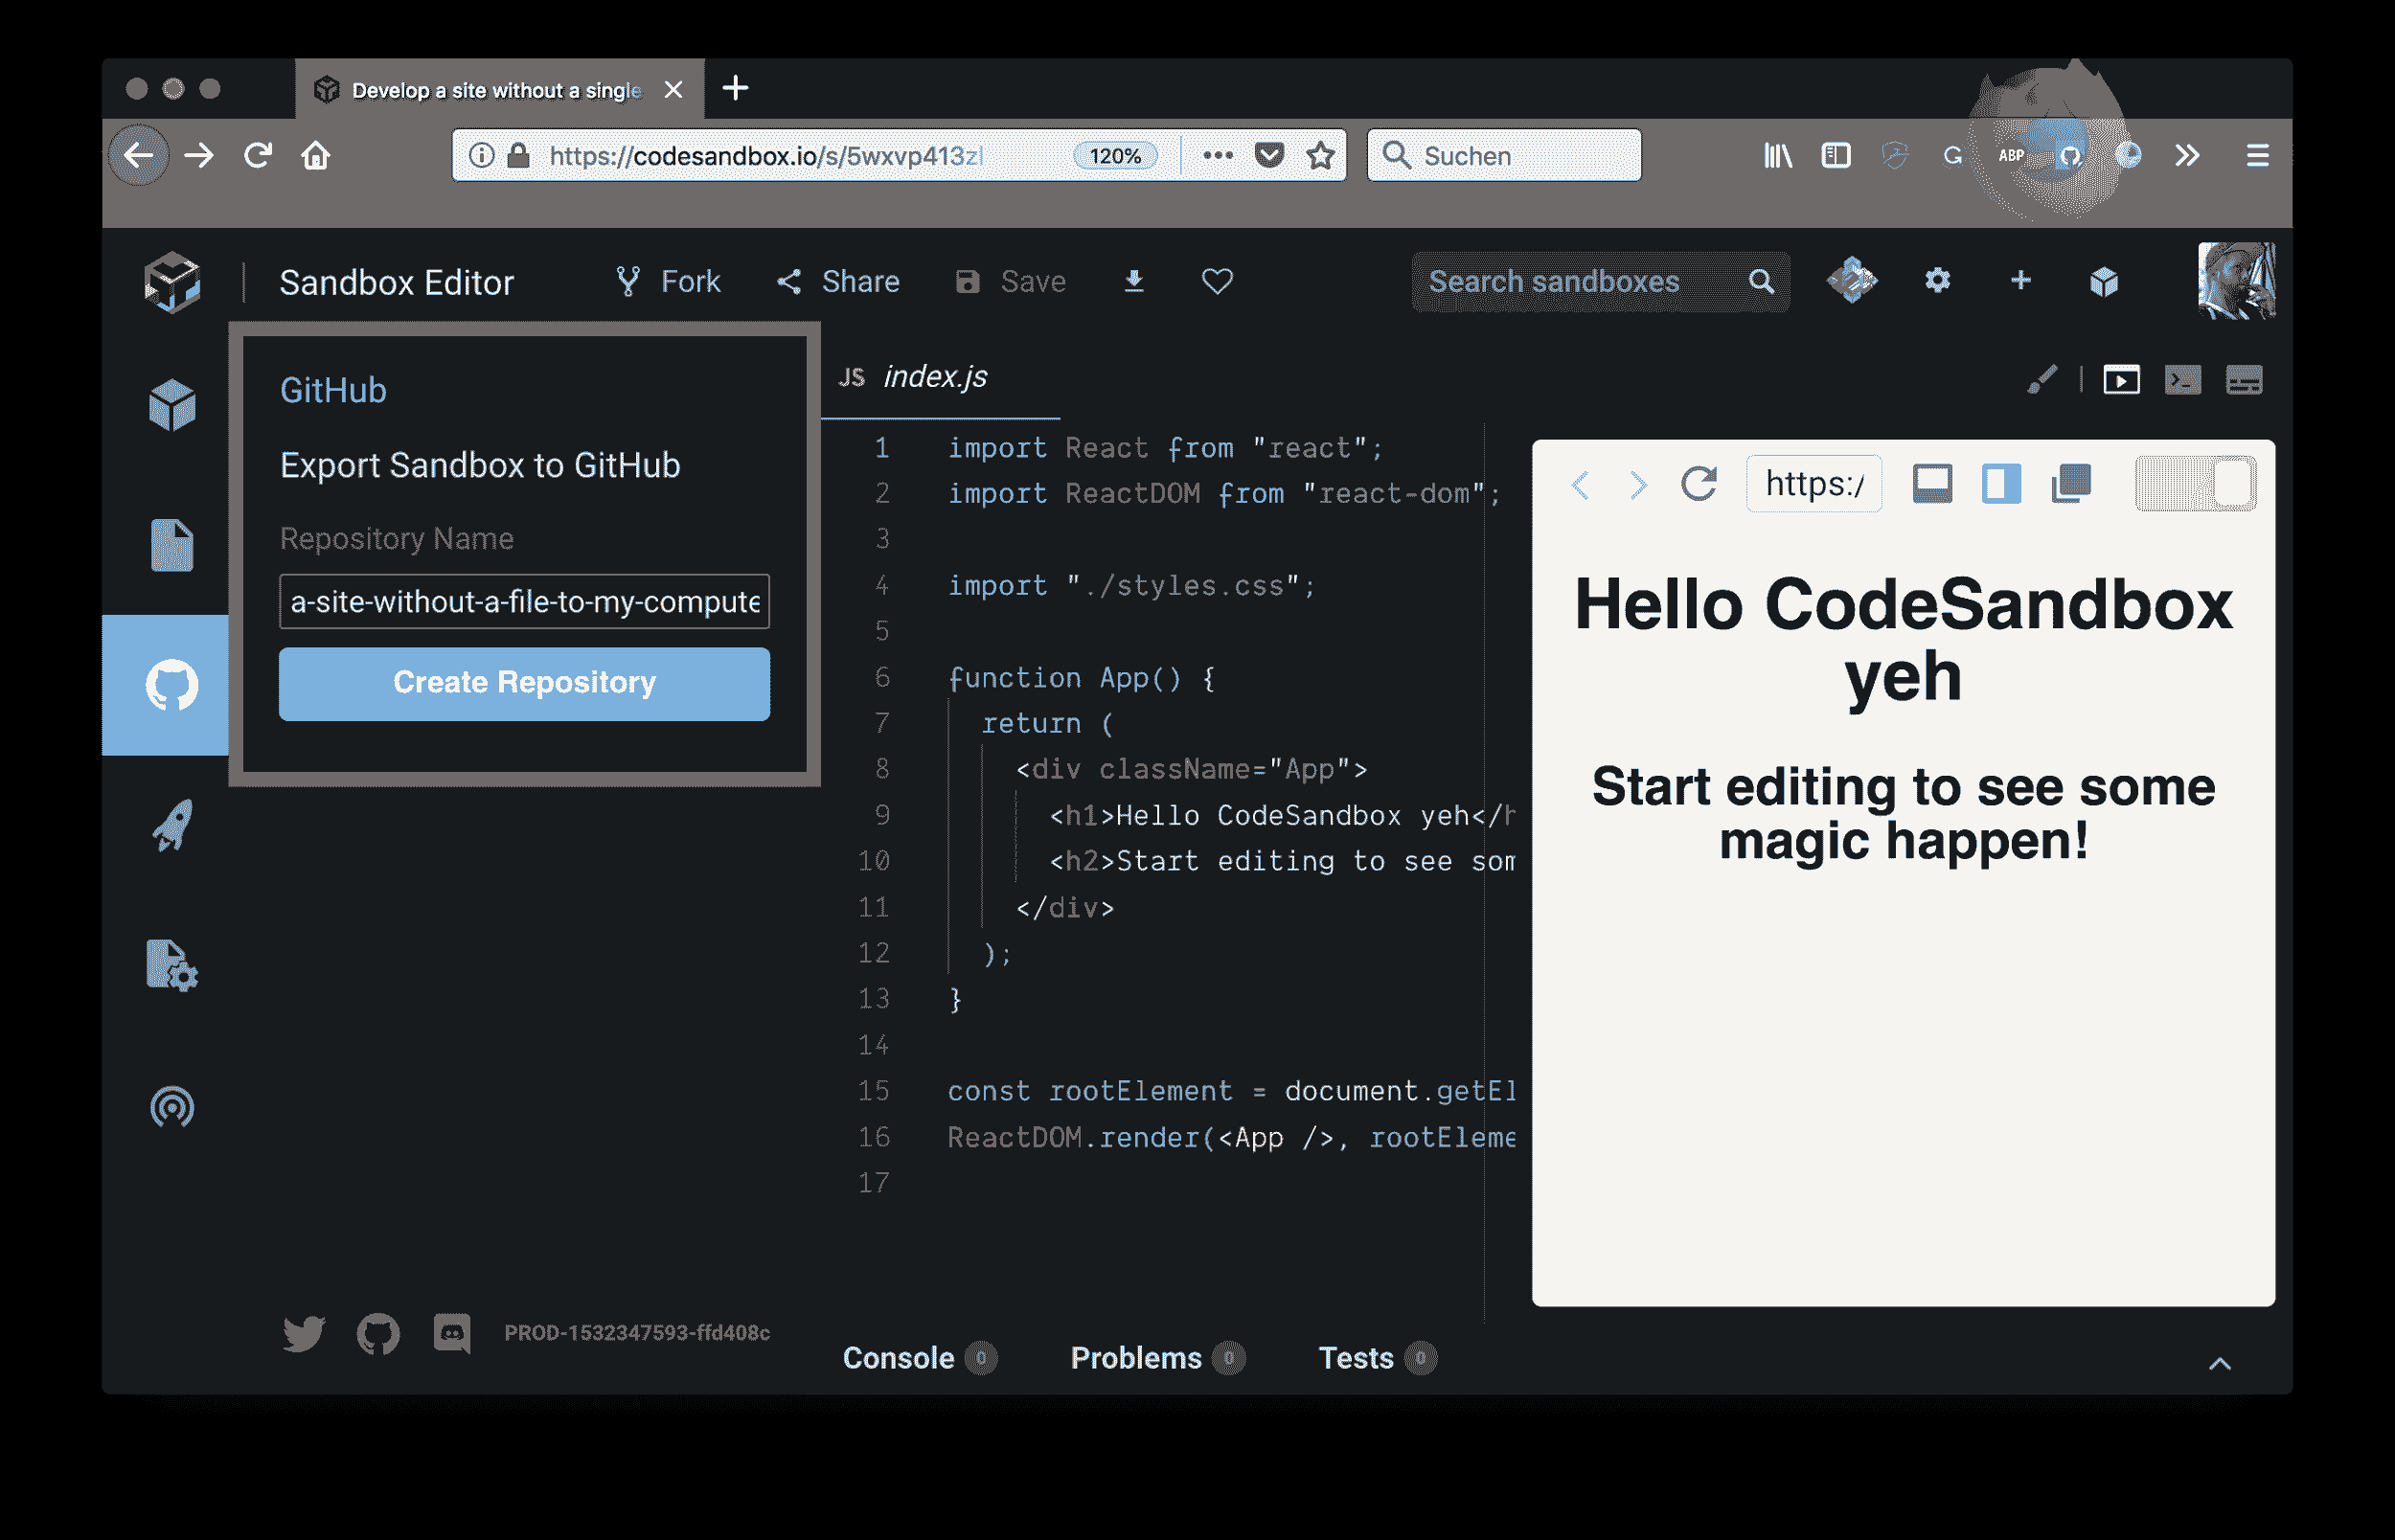 Develop a site without a single
https://codesandbox.io/s/5wxvp413zl
120%
Suchen
G
ABP
Sandbox Editor
Fork
Share
Save
Search sandboxes
GitHub
Export Sandbox to GitHub
Repository Name
a-site-without-a-file-to-my-compute
Create Repository
PROD-1532347593-ffd408c
JS index.js
1 import React from "react";
2 import ReactDOM from "react-dom";
3
4 import "./styles.css";
5
6 function App() {
7 return (
8 <div className="App">
9 <h1>Hello CodeSandbox yeh</h
10 <h2>Start editing to see som
11 </div>
12 );
13 }
14
15 const rootElement = document.getEl
16 ReactDOM.render(<App />, rootEleme
17
https:/
Hello CodeSandbox
yeh
Start editing to see some
magic happen!
Console 0
Problems 0
Tests 0